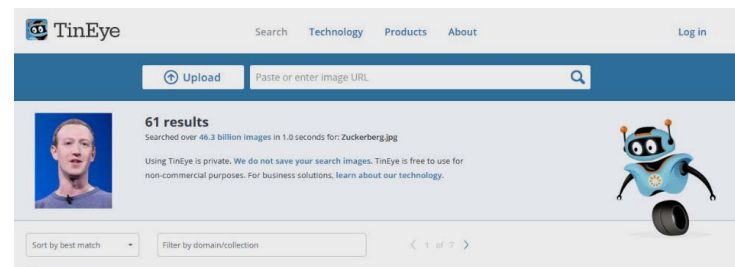 TinEye
Search Technology Products About Log in
Upload Paste or enter image URL
61 results
Searched over 46.3 billion images in 1.0 seconds for: Zuckerberg.jpg
Using TinEye is private. We do not save your search images. TinEye is free to use for
non-commercial purposes. For business solutions, learn about our technology.
Sort by best match Filter by domain/collection 1 of 7